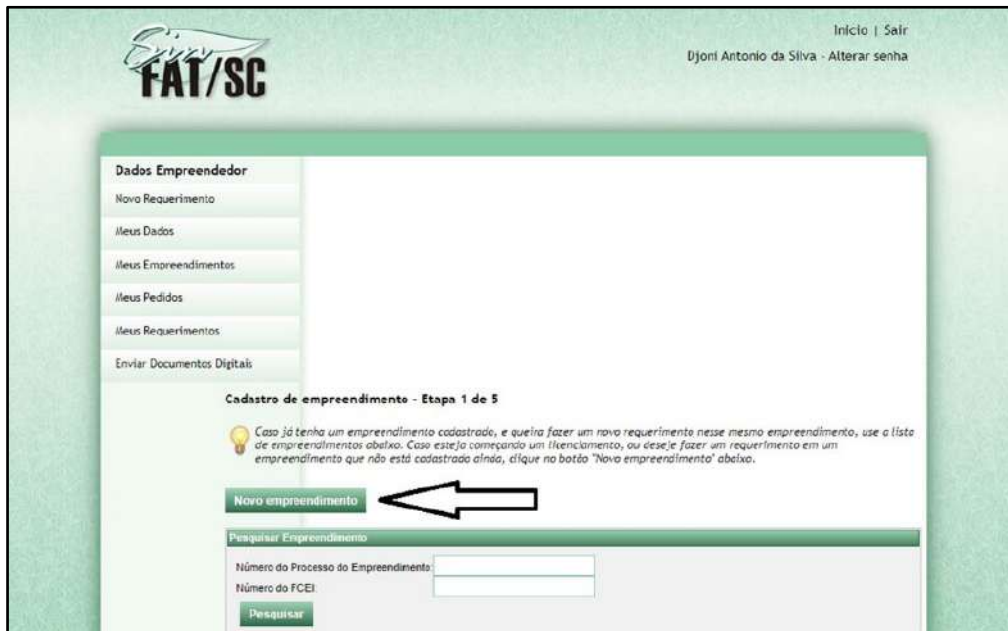 Sin
FAT/SC
Início | Sair
Djoni Antonio da Silva - Alterar senha
Dados Empreendedor
Novo Requerimento
Meus Dados
Meus Empreendimentos
Meus Pedidos
Meus Requerimentos
Enviar Documentos Digitais
Cadastro de empreendimento - Etapa 1 de 5
Caso já tenha um empreendimento cadastrado, e queira fazer um novo requerimento nesse mesmo empreendimento, use a lista
de empreendimentos abaixo. Caso esteja começando um licenciamento, ou deseje fazer um requerimento em um
empreendimento que não está cadastrado ainda, clique no botão "Novo empreendimento" abaixo.
Novo empreendimento
Pesquisar Empreendimento
Número do Processo do Empreendimento:
Número do FCEI:
Pesquisar